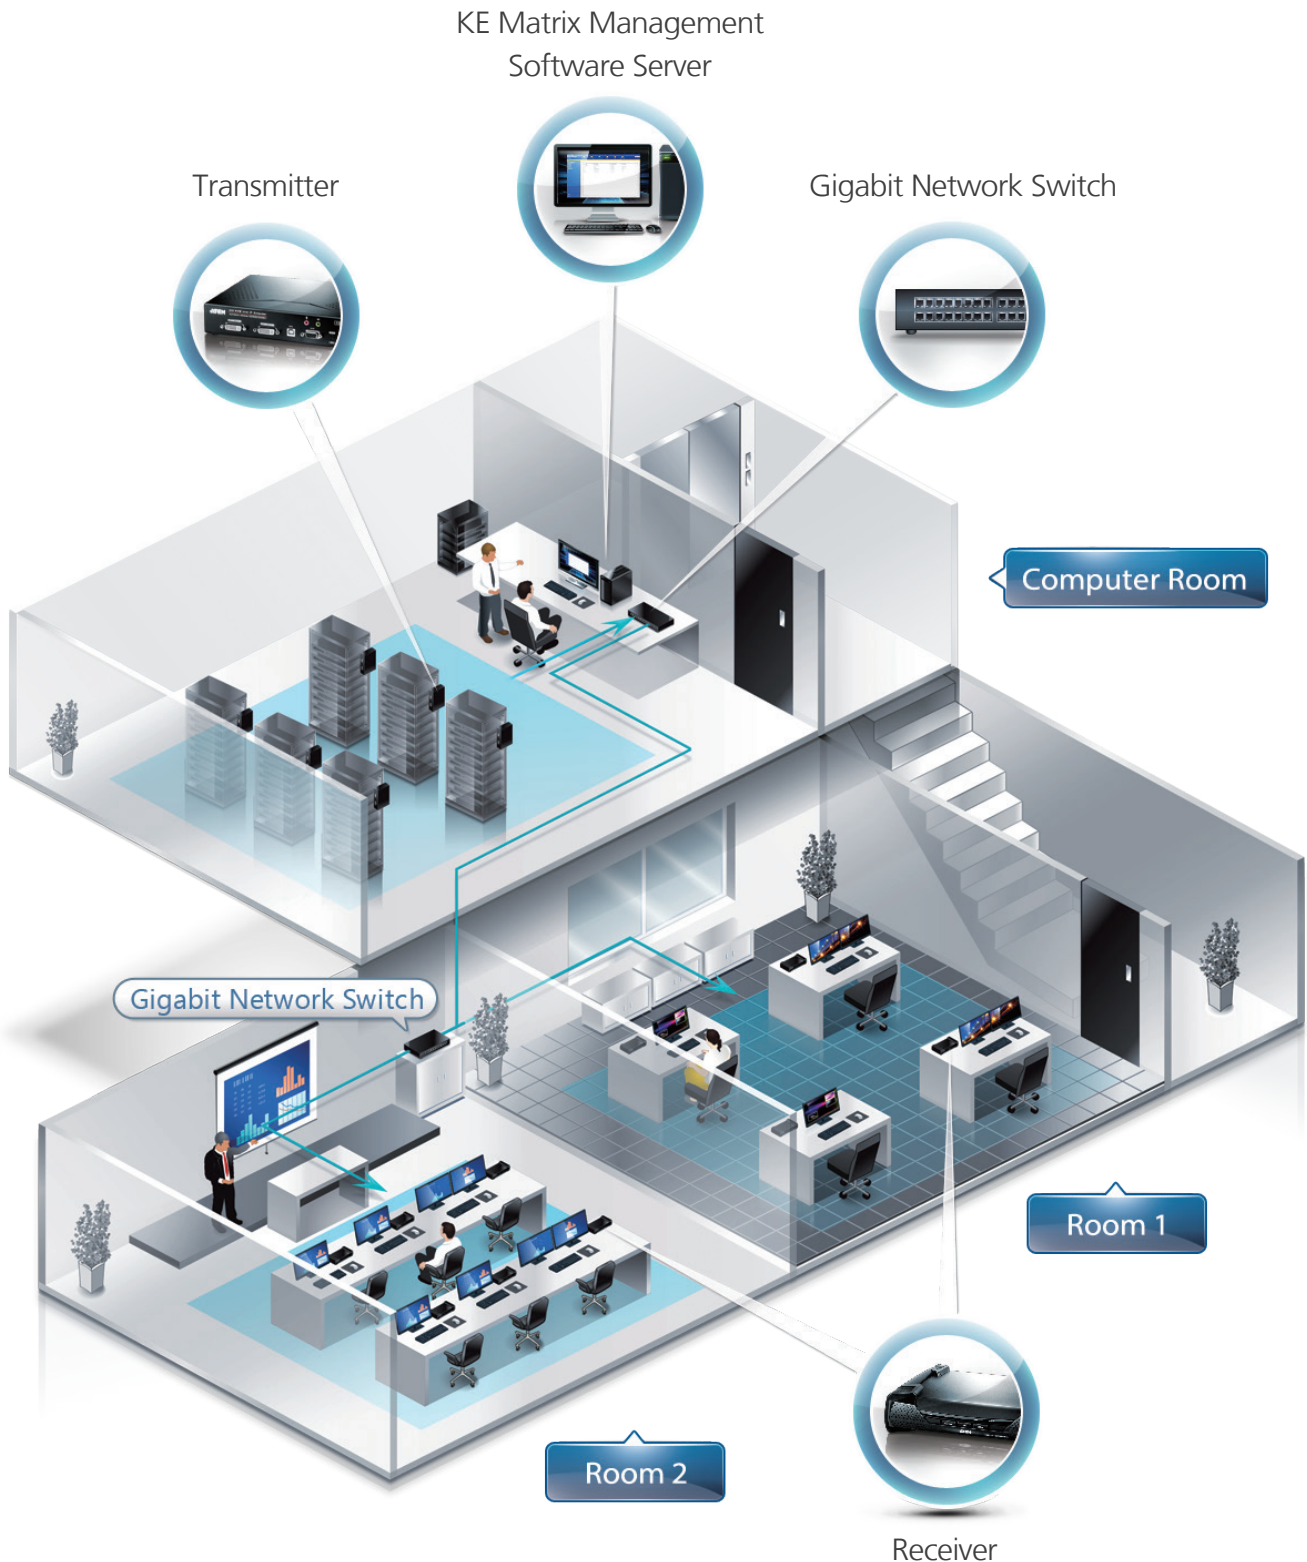 KE Matrix Management
Software Server
Transmitter
Gigabit Network Switch
ATEN
Computer Room
Gigabit Network Switch
Room 1
Room 2
Receiver